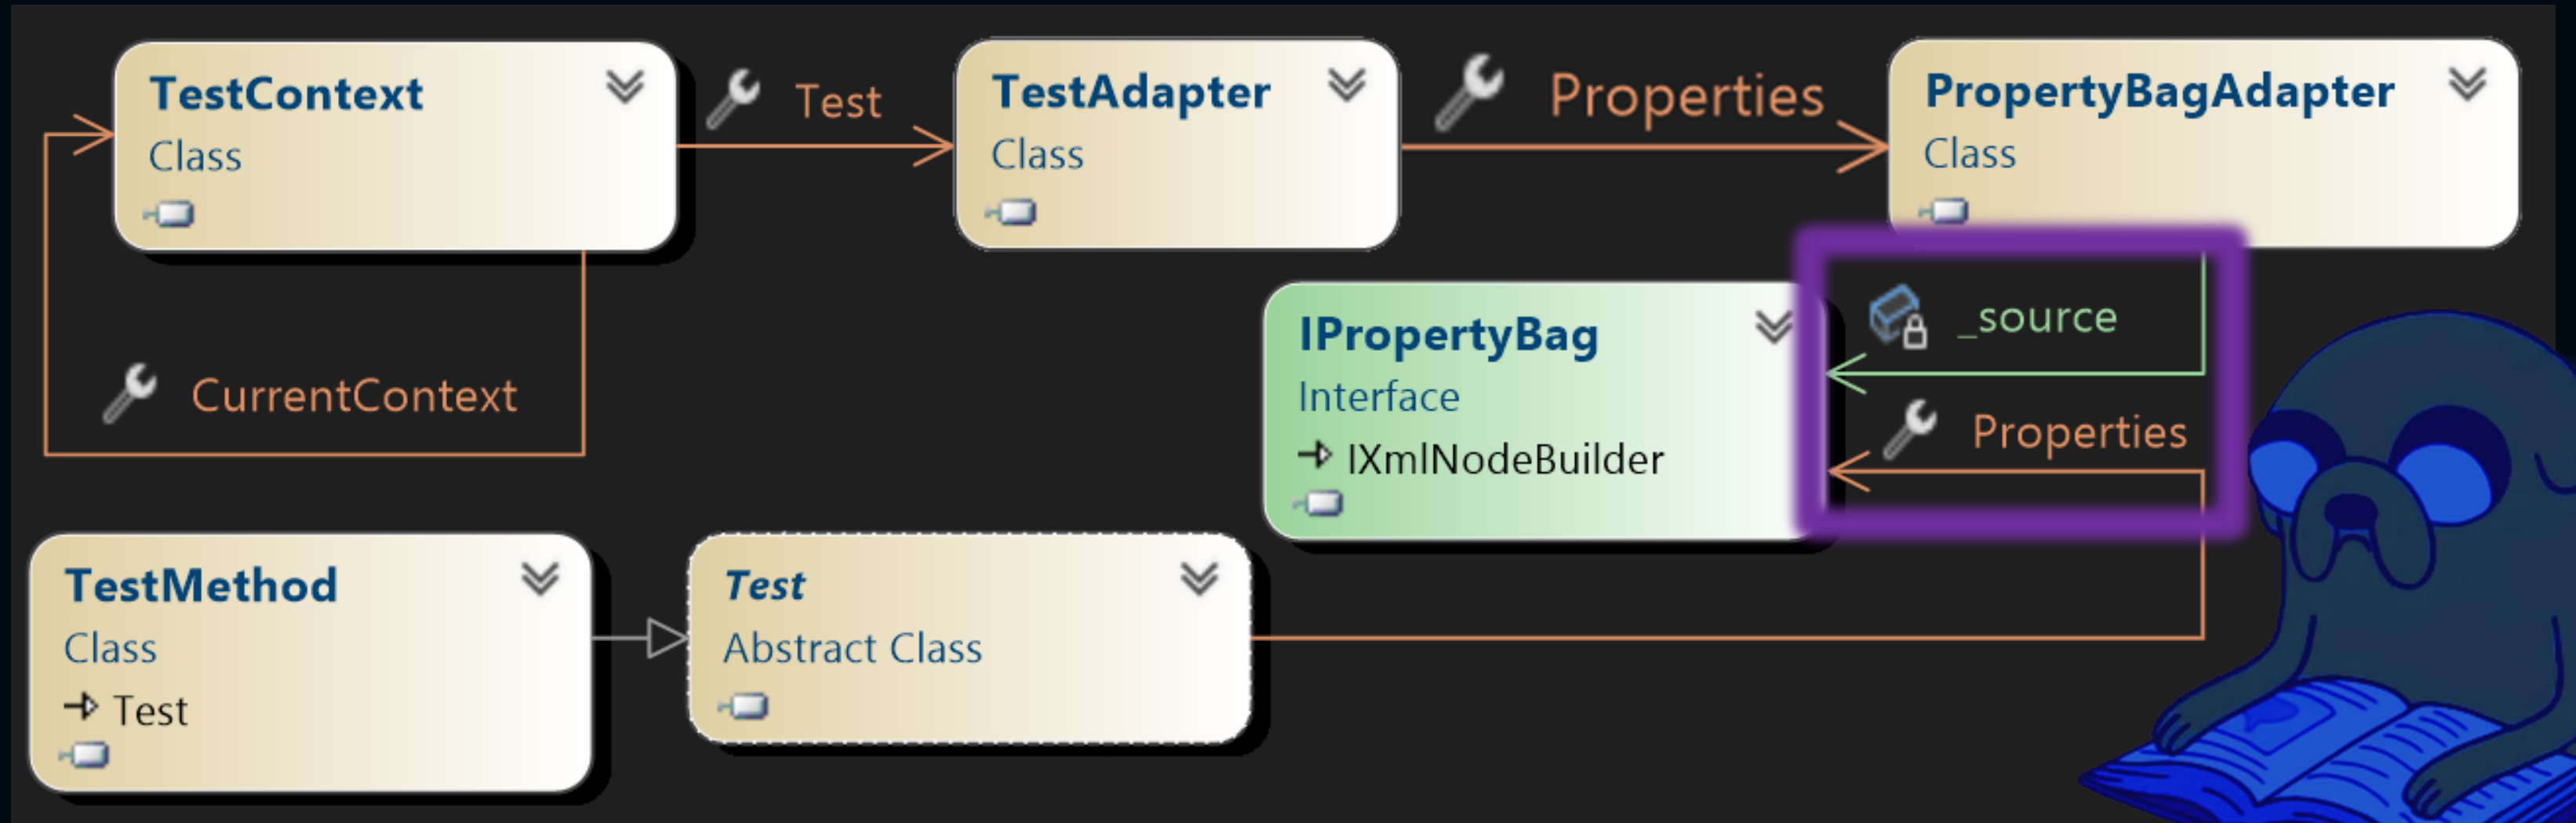 TestContext
Class
Test
TestAdapter
Class
Properties
PropertyBagAdapter
Class
CurrentContext
IPropertyBag
Interface
IXmlNodeBuilder
_source
Properties
TestMethod
Class
Test
Test
Abstract Class